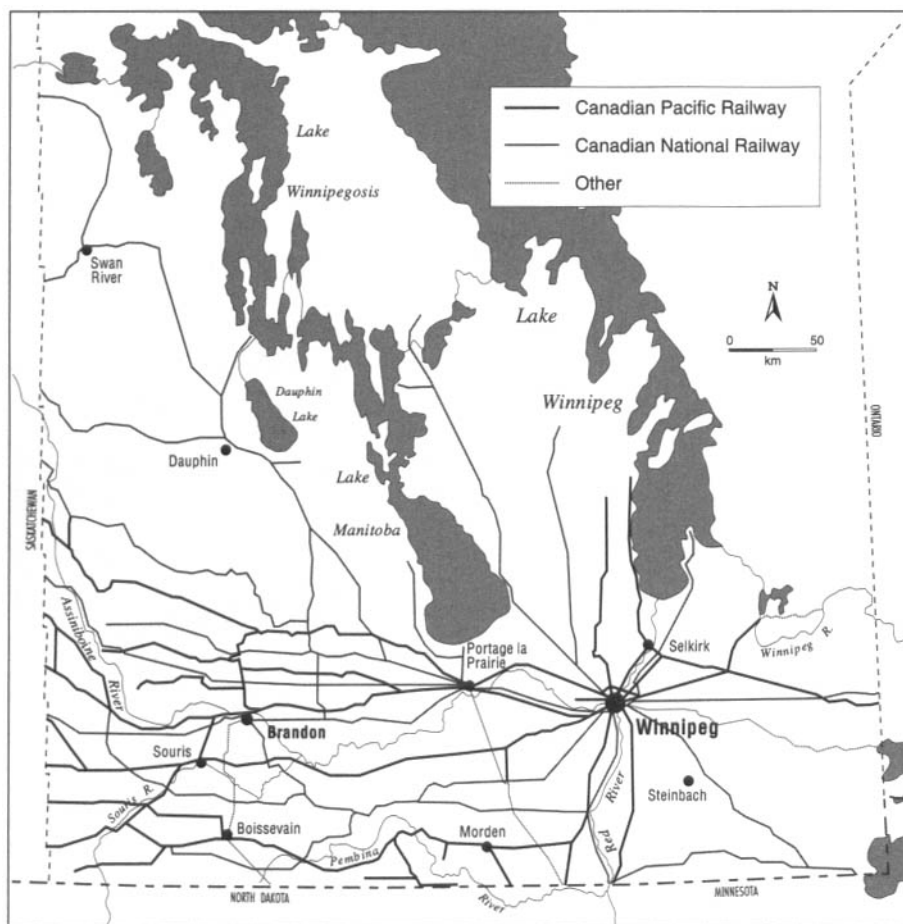 Canadian Pacific Railway
Canadian National Railway
Other
Lake
Winnipegosis
Swan
River
N
0 50
km
Lake
Winnipeg
ONTARIO
Dauphin
Lake
Dauphin
Lake
Manitoba
SASKATCHEWAN
Assiniboine
River
Portage la
Prairie
Selkirk
Winnipeg
R.
Brandon
Winnipeg
Souris
Souris R.
Steinbach
River
Red
Boissevain
Morden
Pembina
River
NORTH DAKOTA
MINNESOTA